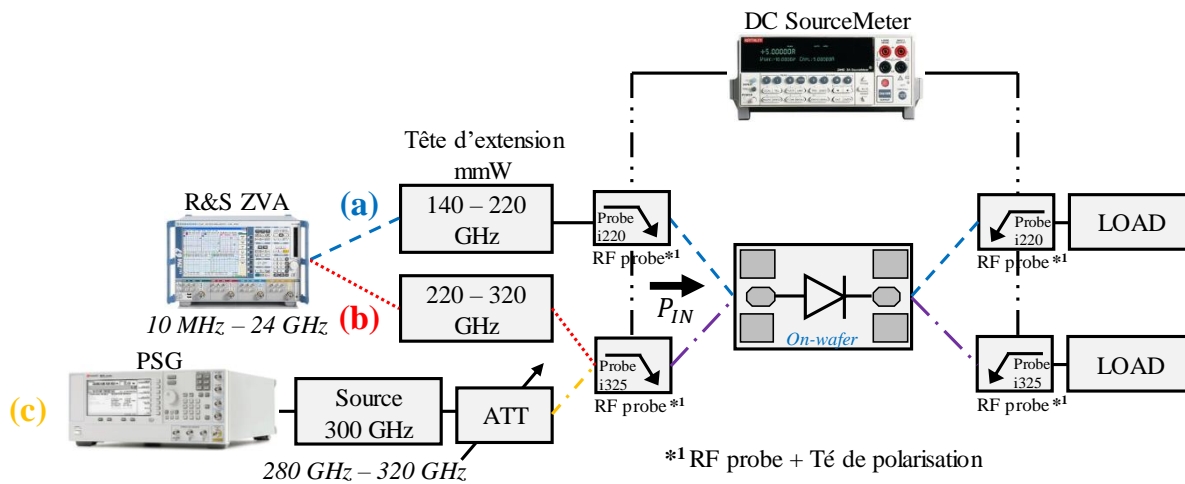 DC SourceMeter
+5.00000A
Tête d'extension
mmW
R&S ZVA
(a)
140 – 220
GHz
Probe
i220
RF probe*1
Probe
i220
RF probe*1
LOAD
(b)
220 – 320
GHz
10 MHz – 24 GHz
P_IN
On-wafer
PSG
(c)
Source
300 GHz
ATT
280 GHz – 320 GHz
Probe
i325
RF probe*1
Probe
i325
RF probe*1
LOAD
*1 RF probe + Té de polarisation